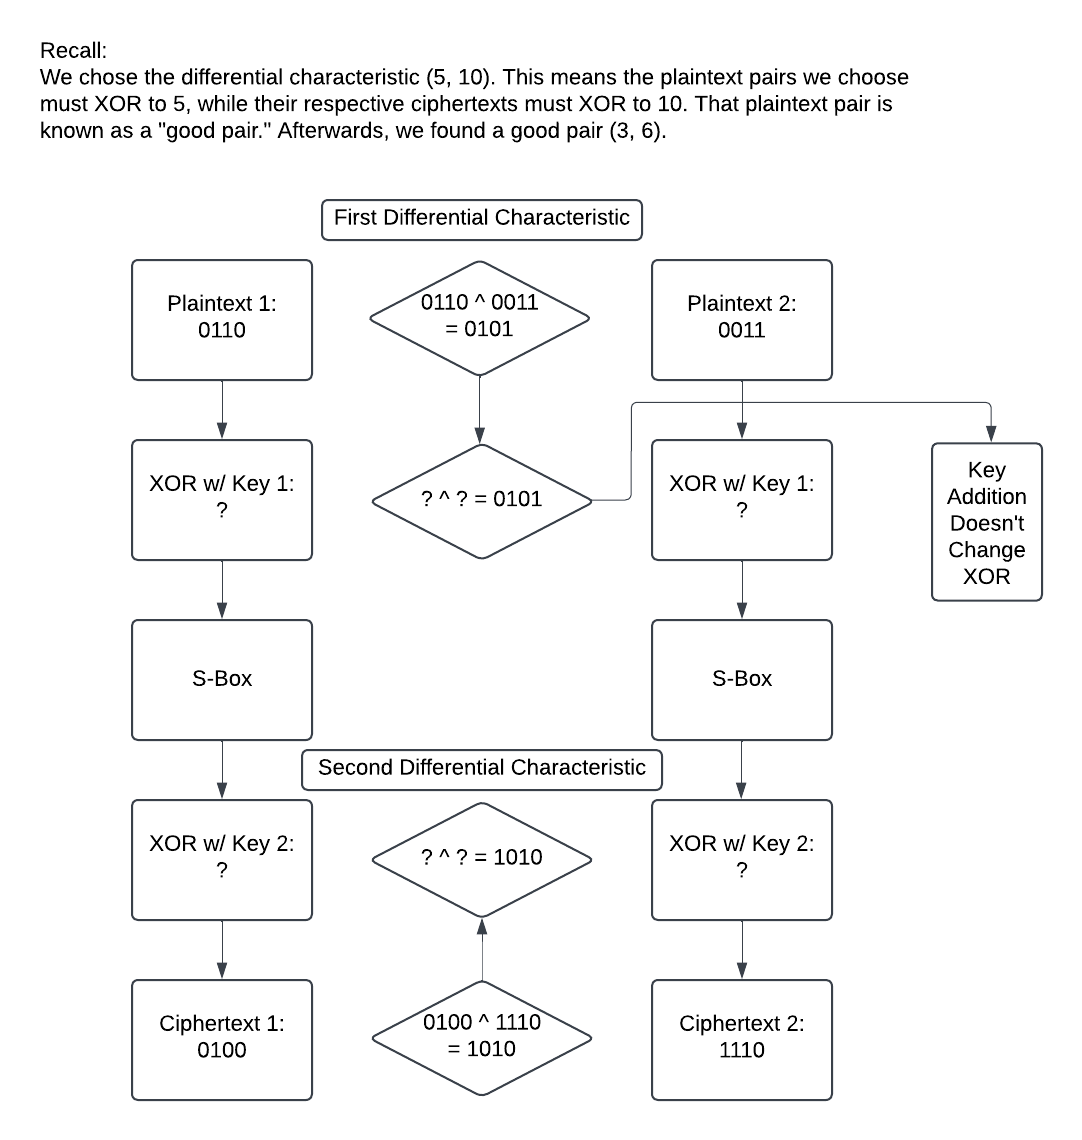 Recall:
We chose the differential characteristic (5, 10). This means the plaintext pairs we choose
must XOR to 5, while their respective ciphertexts must XOR to 10. That plaintext pair is
known as a "good pair." Afterwards, we found a good pair (3, 6).
First Differential Characteristic
Plaintext 1:
0110
0110 ^ 0011
= 0101
Plaintext 2:
0011
XOR w/ Key 1:
?
? ^ ? = 0101
XOR w/ Key 1:
?
Key
Addition
Doesn't
Change
XOR
S-Box
S-Box
Second Differential Characteristic
XOR w/ Key 2:
?
? ^ ? = 1010
XOR w/ Key 2:
?
Ciphertext 1:
0100
0100 ^ 1110
= 1010
Ciphertext 2:
1110